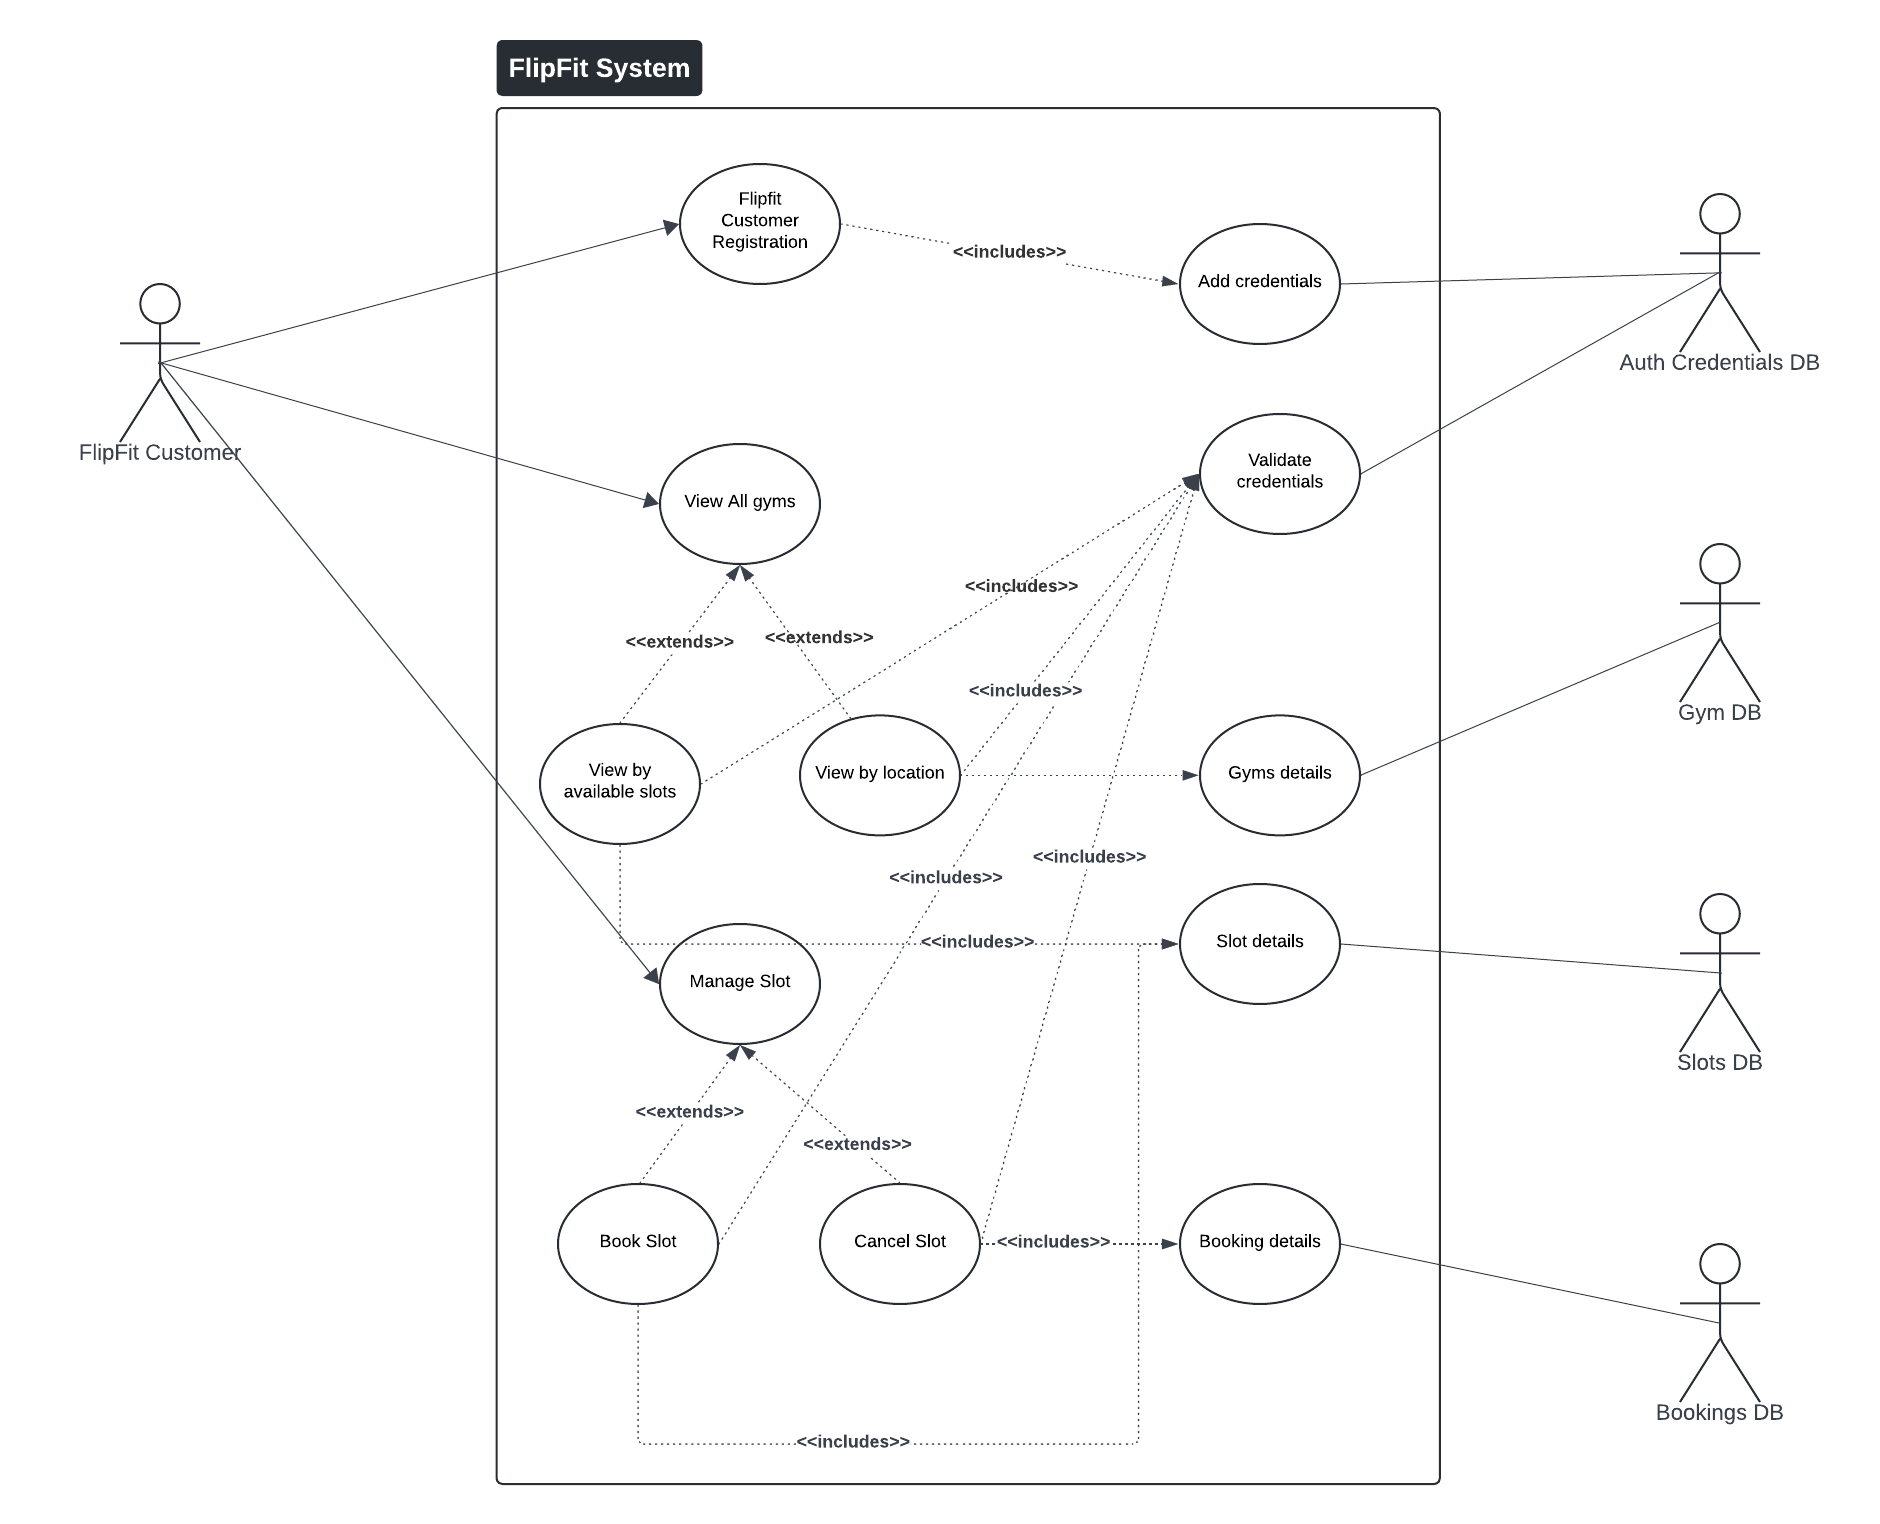 FlipFit System
Flipfit
Customer
Registration
<<includes>>
Add credentials
Auth Credentials DB
FlipFit Customer
View All gyms
Validate
credentials
<<includes>>
<<extends>>
<<extends>>
<<includes>>
Gym DB
View by
available slots
View by location
Gyms details
<<includes>>
<<includes>>
<<includes>>
Slot details
Manage Slot
Slots DB
<<extends>>
<<extends>>
Book Slot
Cancel Slot
<<includes>>
Booking details
Bookings DB
<<includes>>